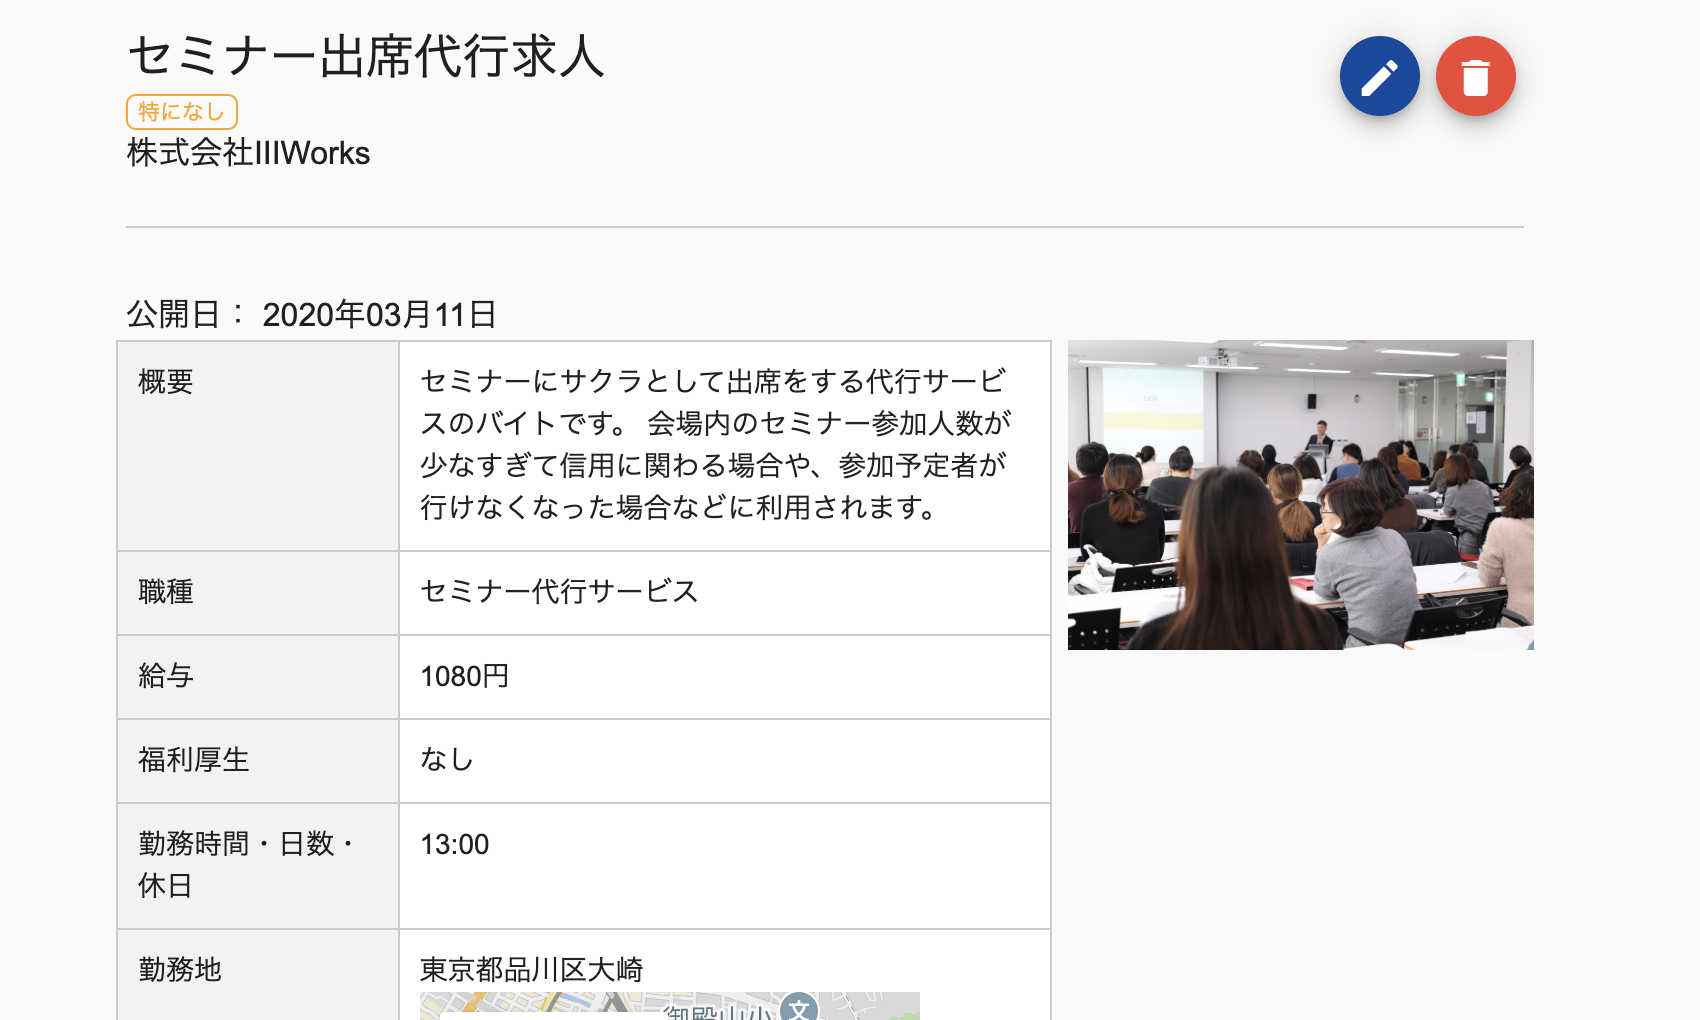 セミナー出席代行求人
特になし
株式会社IIIWorks
公開日： 2020年03月11日
概要
セミナーにサクラとして出席をする代行サービ
スのバイトです。 会場内のセミナー参加人数が
少なすぎて信用に関わる場合や、参加予定者が
行けなくなった場合などに利用されます。
職種
セミナー代行サービス
給与
1080円
福利厚生
なし
勤務時間・日数・
休日
13:00
勤務地
東京都品川区大崎
御殿山小
文